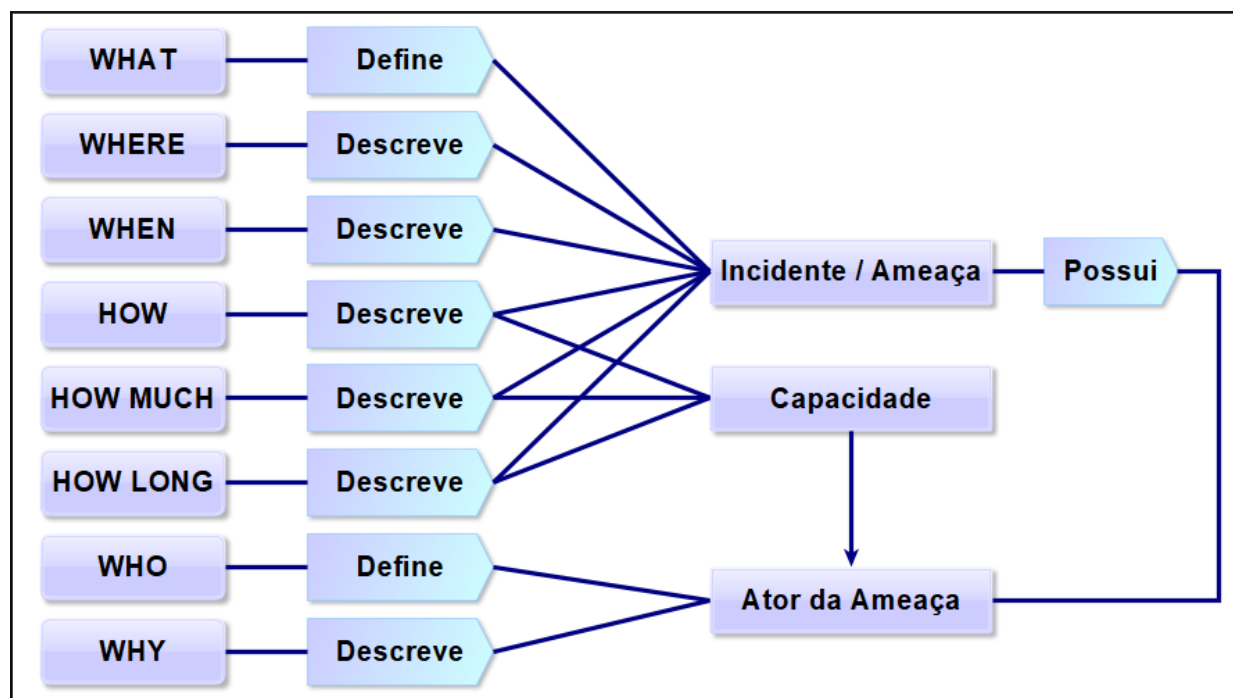 WHAT
Define
WHERE
Descreve
WHEN
Descreve
HOW
Descreve
HOW MUCH
Descreve
HOW LONG
Descreve
WHO
Define
WHY
Descreve
Incidente / Ameaça
Possui
Capacidade
Ator da Ameaça